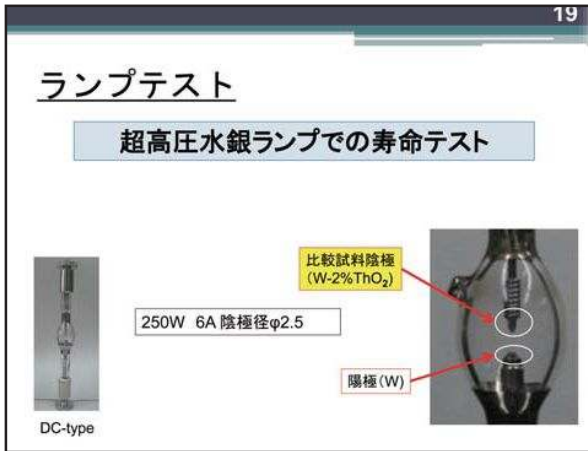 19
ランプテスト
超高圧水銀ランプでの寿命テスト
比較試料陰極
(W-2%ThO₂)
250W 6A 陰極径φ2.5
陽極(W)
DC-type